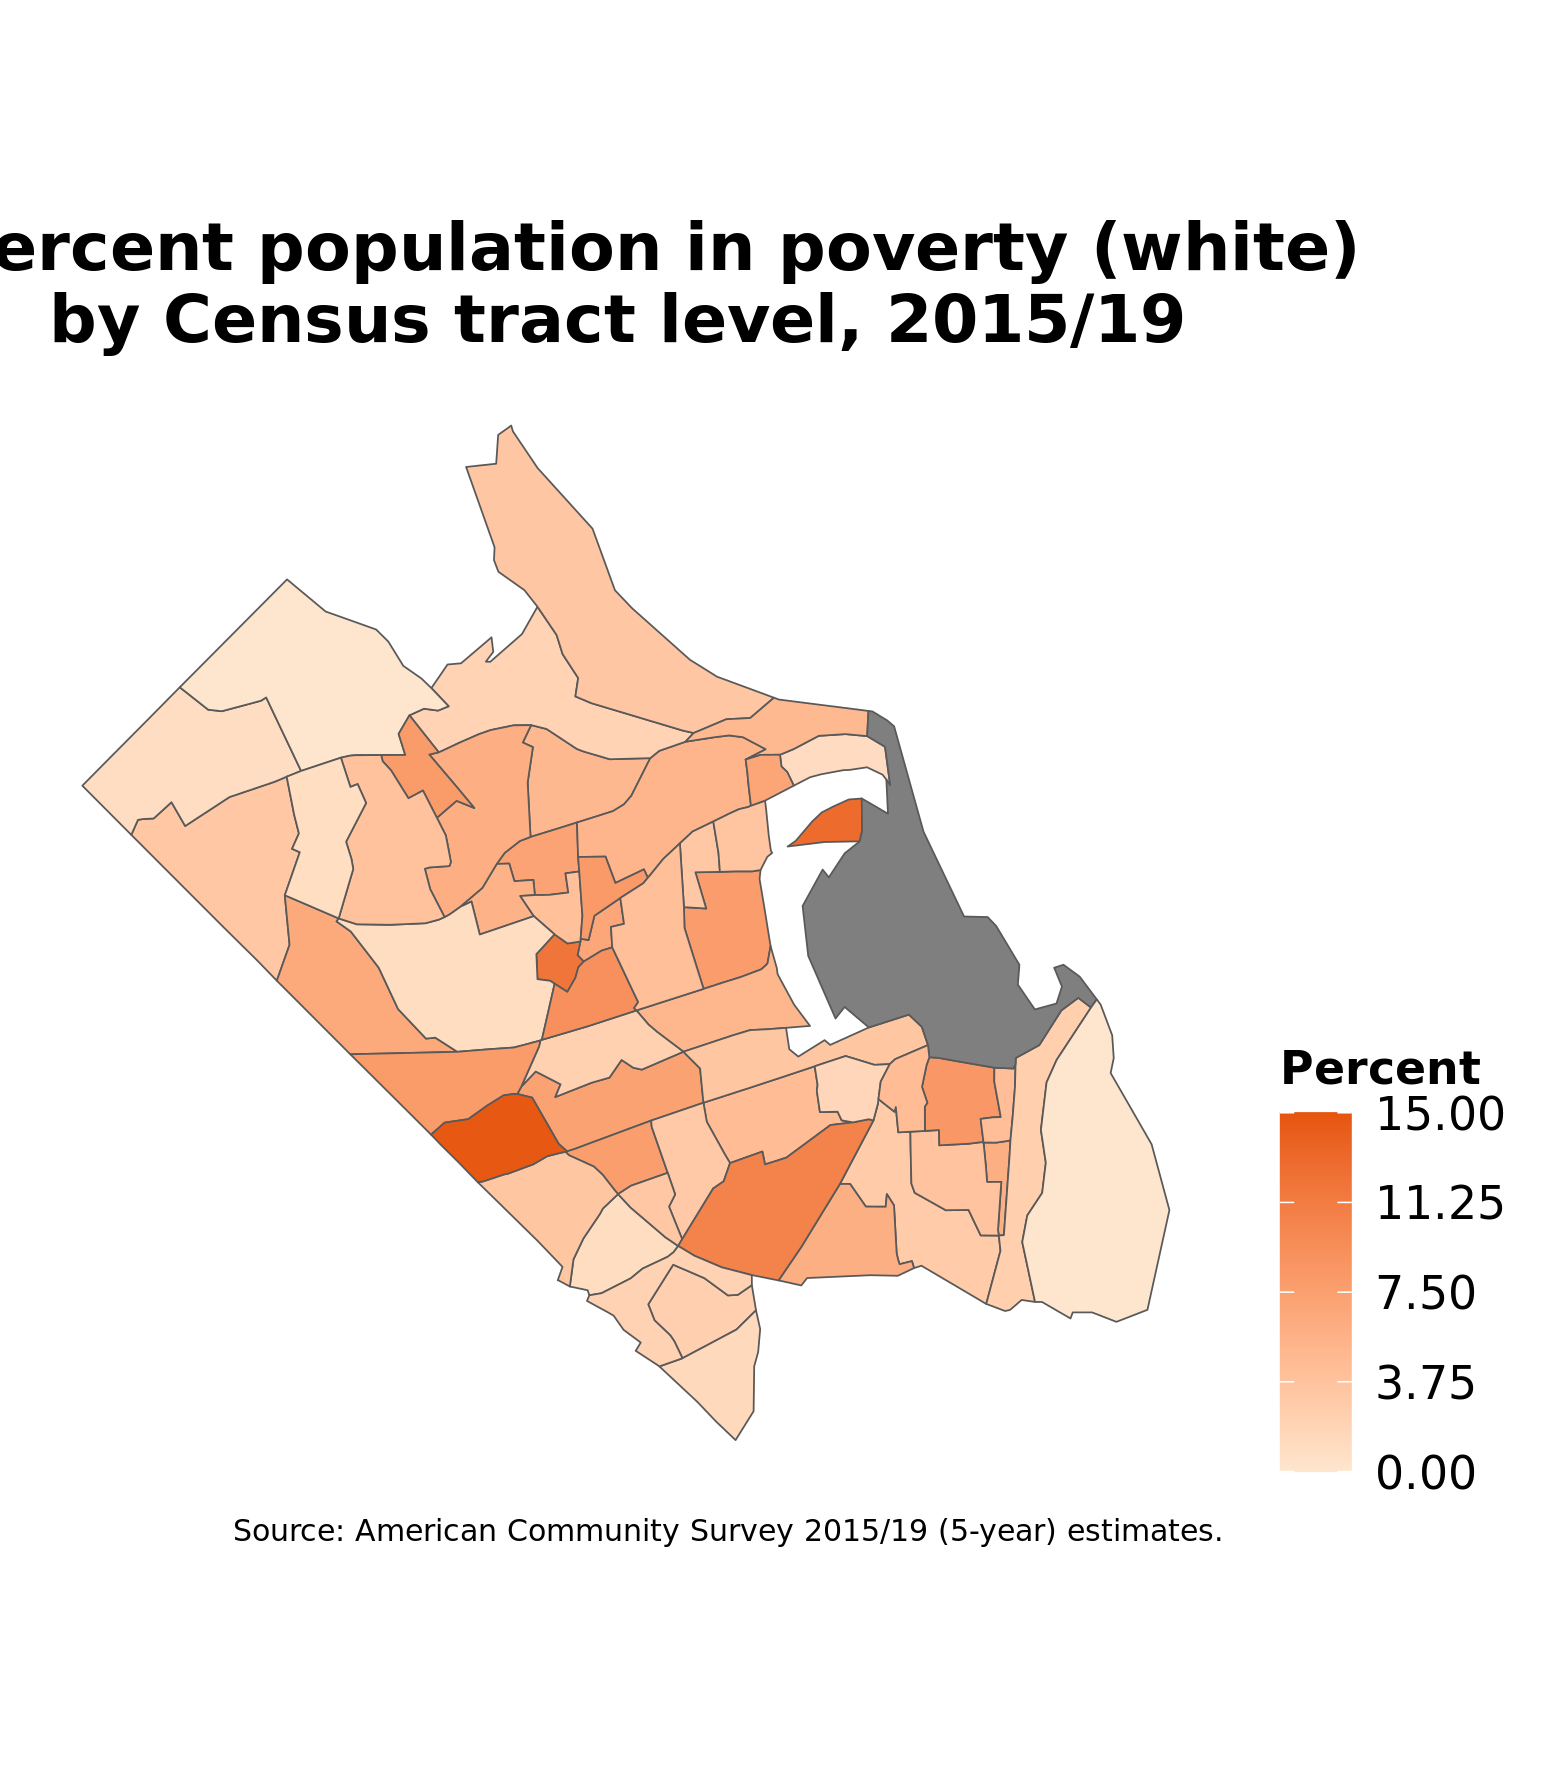 ercent population in poverty (white)
by Census tract level, 2015/19
Percent
15.00
11.25
7.50
3.75
0.00
Source: American Community Survey 2015/19 (5-year) estimates.